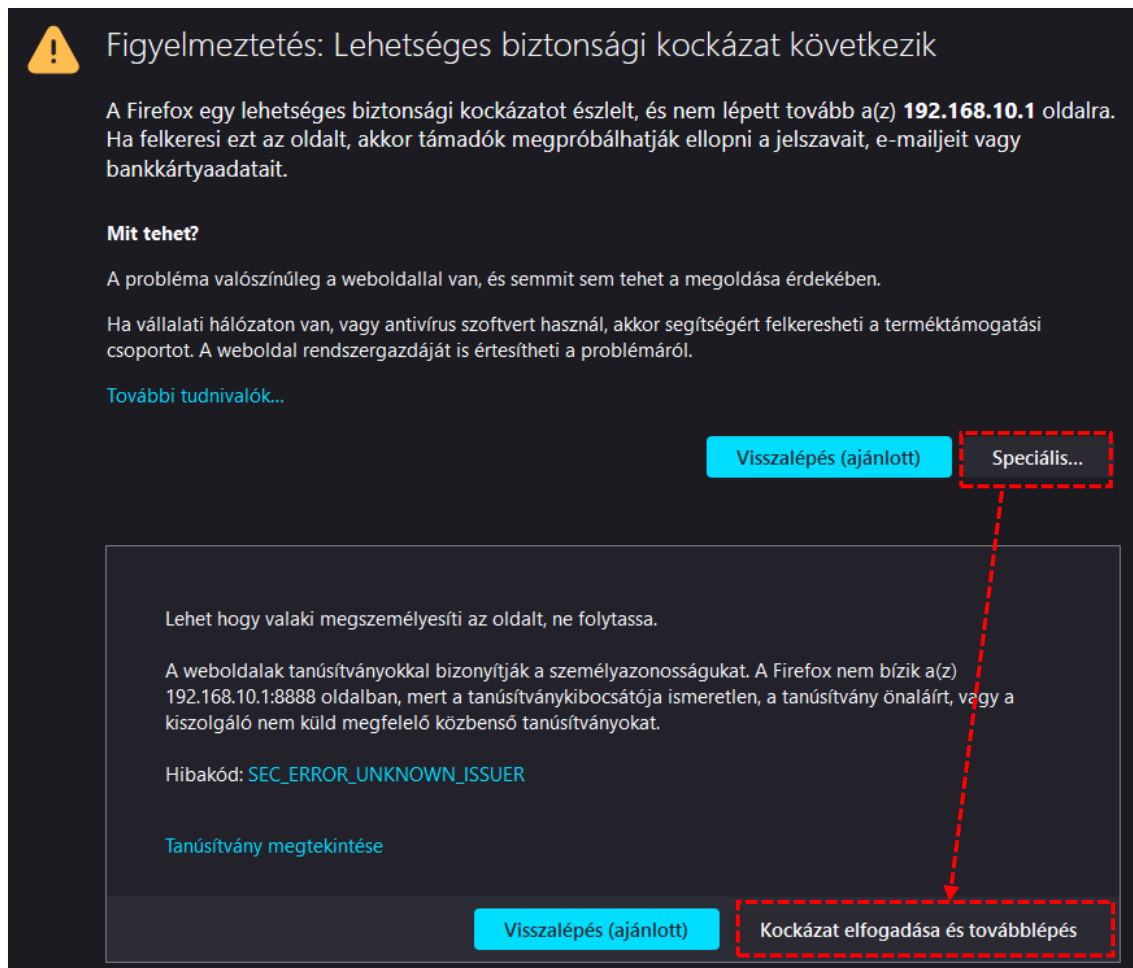 Figyelmeztetés: Lehetséges biztonsági kockázat következik
A Firefox egy lehetséges biztonsági kockázatot észlelt, és nem lépett tovább a(z) 192.168.10.1 oldalra.
Ha felkeresi ezt az oldalt, akkor támadók megpróbálhatják ellopni a jelszavait, e-mailjeit vagy
bankkártyaadatait.
Mit tehet?
A probléma valószínűleg a weboldallal van, és semmit sem tehet a megoldása érdekében.
Ha vállalati hálózaton van, vagy antivírus szoftvert használ, akkor segítségért felkeresheti a terméktámogatási
csoportot. A weboldal rendszergazdáját is értesítheti a problémáról.
További tudnivalók...
Visszalépés (ajánlott)
Speciális...
Lehet hogy valaki megszemélyesíti az oldalt, ne folytassa.
A weboldalak tanúsítványokkal bizonyítják a személyazonosságukat. A Firefox nem bízik a(z)
192.168.10.1:8888 oldalban, mert a tanúsítványkibocsátója ismeretlen, a tanúsítvány önaláírt, vagy a
kiszolgáló nem küld megfelelő közbenső tanúsítványokat.
Hibakód: SEC_ERROR_UNKNOWN_ISSUER
Tanúsítvány megtekintése
Visszalépés (ajánlott)
Kockázat elfogadása és továbblépés